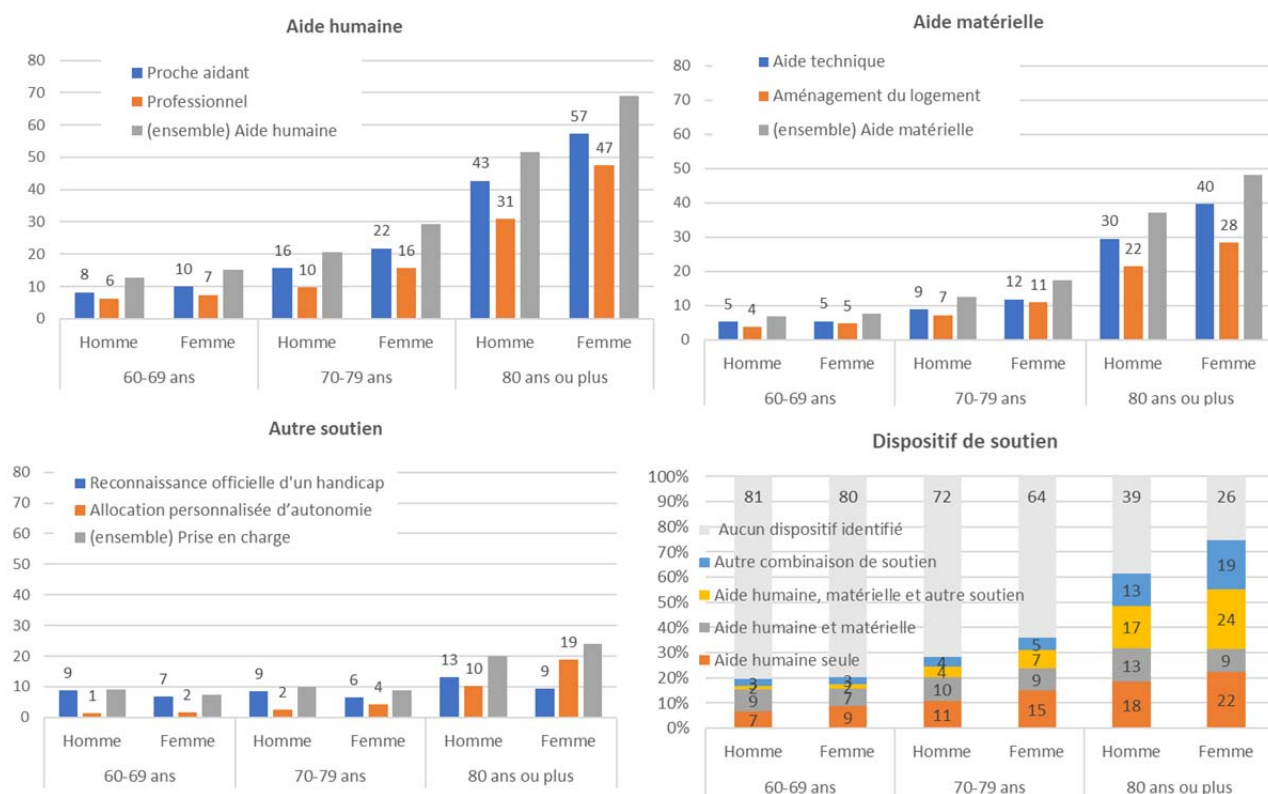 Aide humaine
80
70
60
50
40
30
20
10
0
Proche aidant
Professionnel
(ensemble) Aide humaine
8 6 10 7 16 10 22 16 43 31 57 47
Homme Femme Homme Femme Homme Femme
60-69 ans 70-79 ans 80 ans ou plus
Aide matérielle
80
70
60
50
40
30
20
10
0
Aide technique
Aménagement du logement
(ensemble) Aide matérielle
5 4 5 5 9 7 12 11 30 22 40 28
Homme Femme Homme Femme Homme Femme
60-69 ans 70-79 ans 80 ans ou plus
Autre soutien
80
70
60
50
40
30
20
10
0
Reconnaissance officielle d'un handicap
Allocation personnalisée d’autonomie
(ensemble) Prise en charge
9 1 7 2 9 2 6 4 13 10 9 19
Homme Femme Homme Femme Homme Femme
60-69 ans 70-79 ans 80 ans ou plus
Dispositif de soutien
100%
90%
80%
70%
60%
50%
40%
30%
20%
10%
0%
Aucun dispositif identifié
Autre combinaison de soutien
Aide humaine, matérielle et autre soutien
Aide humaine et matérielle
Aide humaine seule
81 80 72 64 39 26
3 3 4 5 13 19
2 2 4 7 17 24
9 7 10 9 13 9
7 9 11 15 18 22
Homme Femme Homme Femme Homme Femme
60-69 ans 70-79 ans 80 ans ou plus